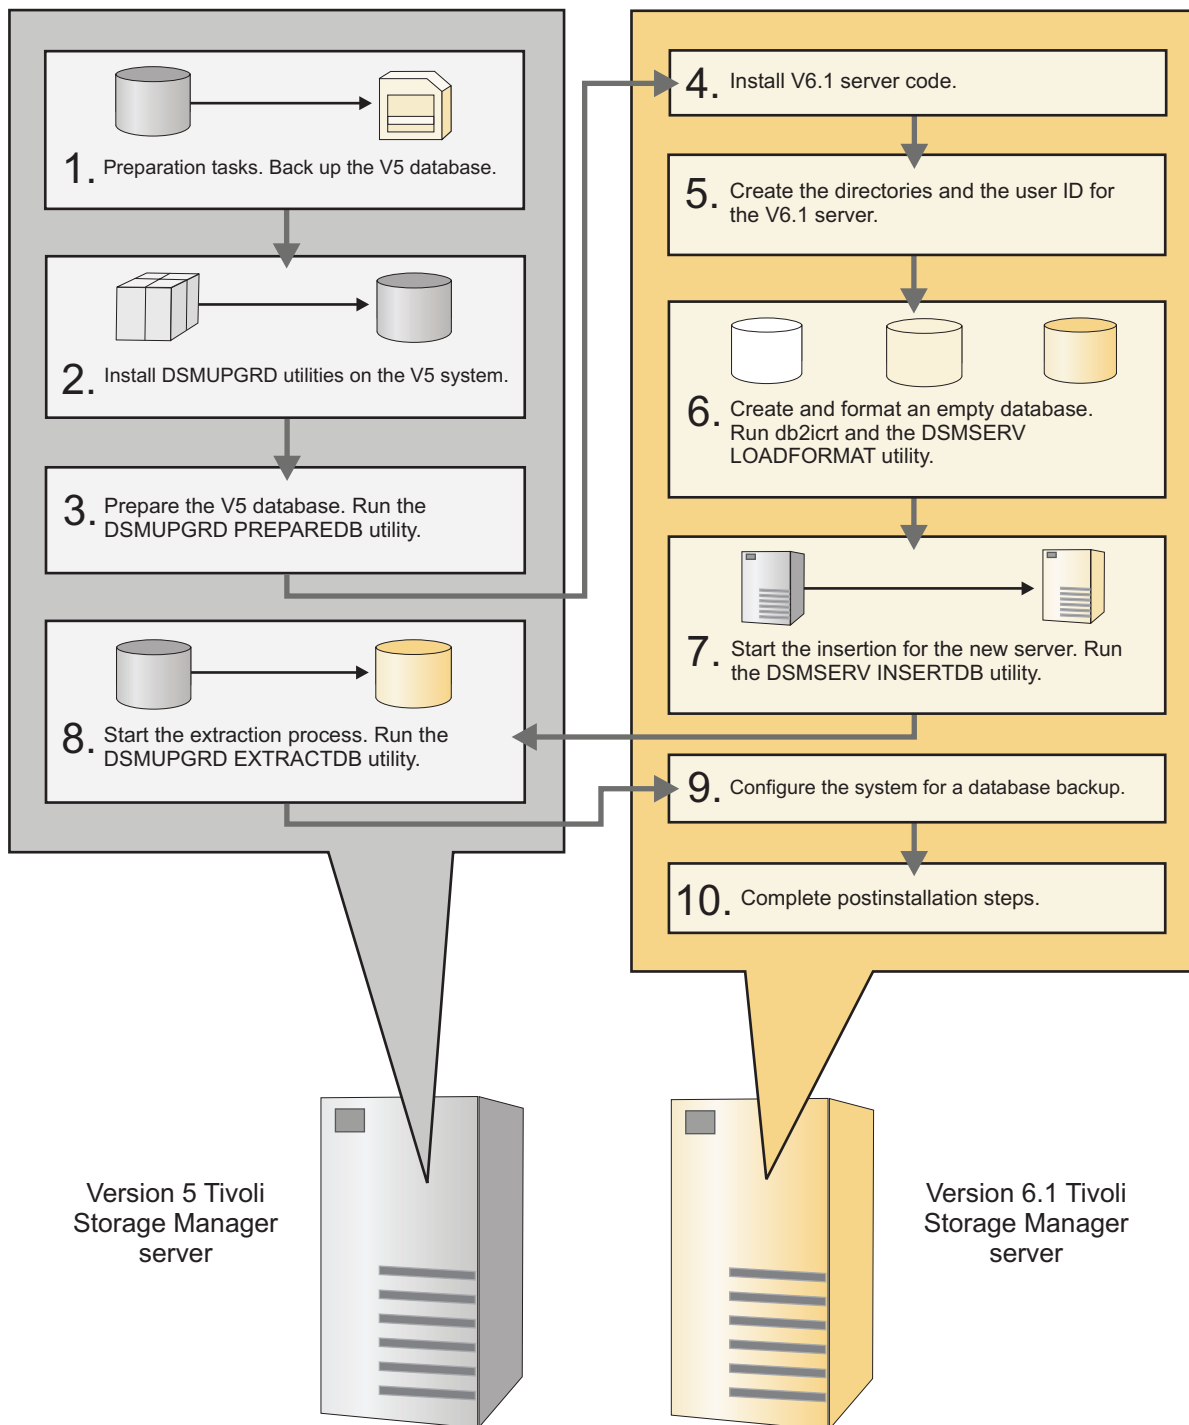 1. Preparation tasks. Back up the V5 database.
2. Install DSMUPGRD utilities on the V5 system.
3. Prepare the V5 database. Run the
DSMUPGRD PREPAREDB utility.
4. Install V6.1 server code.
5. Create the directories and the user ID for
the V6.1 server.
6. Create and format an empty database.
Run db2icrt and the DSMSERV
LOADFORMAT utility.
7. Start the insertion for the new server. Run
the DSMSERV INSERTDB utility.
8. Start the extraction process. Run the
DSMUPGRD EXTRACTDB utility.
9. Configure the system for a database backup.
10. Complete postinstallation steps.
Version 5 Tivoli
Storage Manager
server
Version 6.1 Tivoli
Storage Manager
server